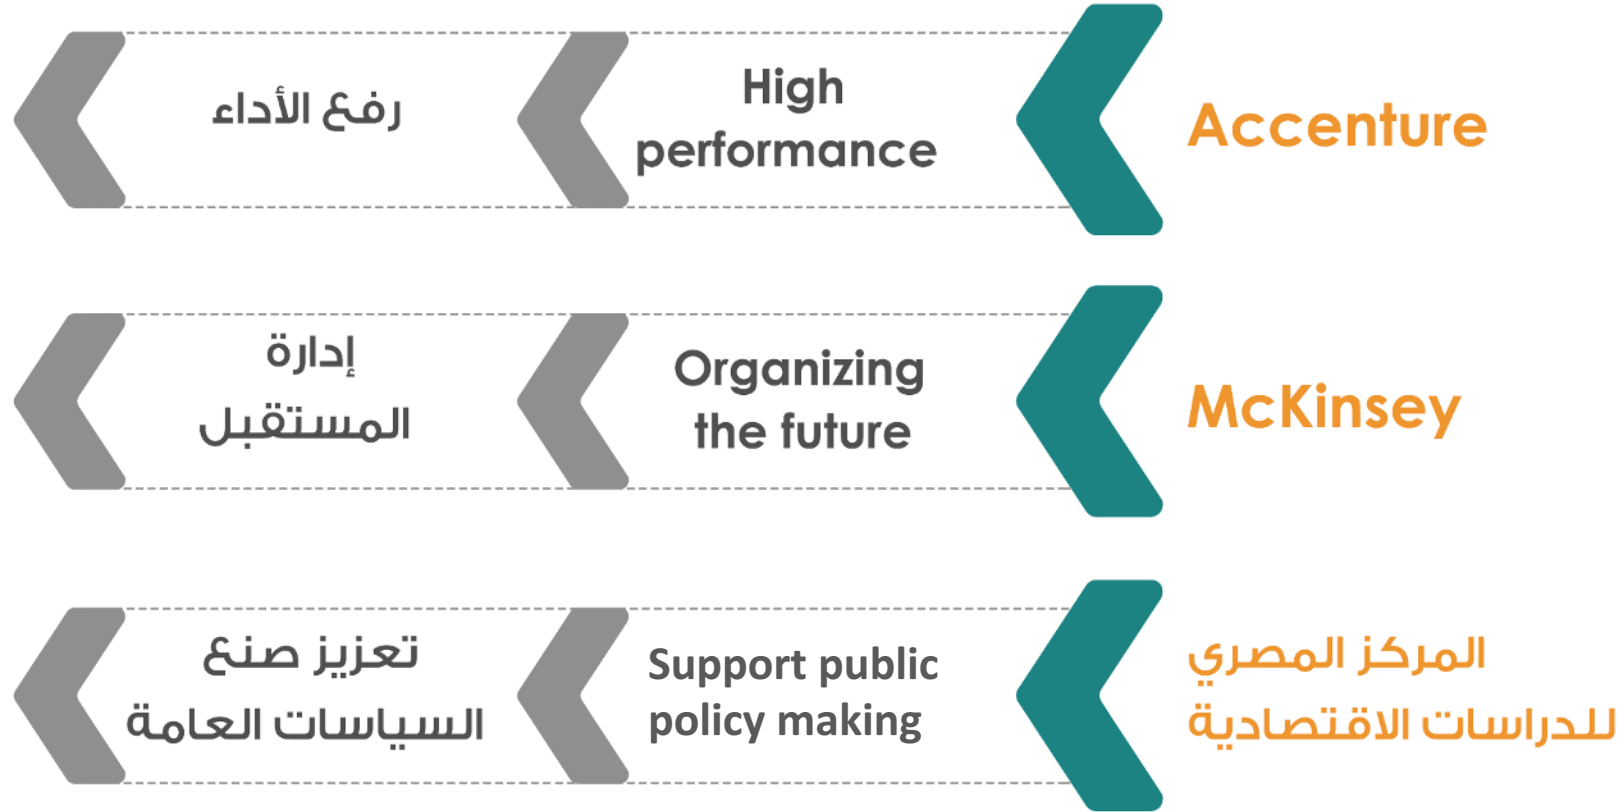 Accenture
High
performance
رفع الأداء
McKinsey
Organizing
the future
إدارة
المستقبل
المركز المصري
للدراسات الاقتصادية
Support public
policy making
تعزيز صنع
السياسات العامة